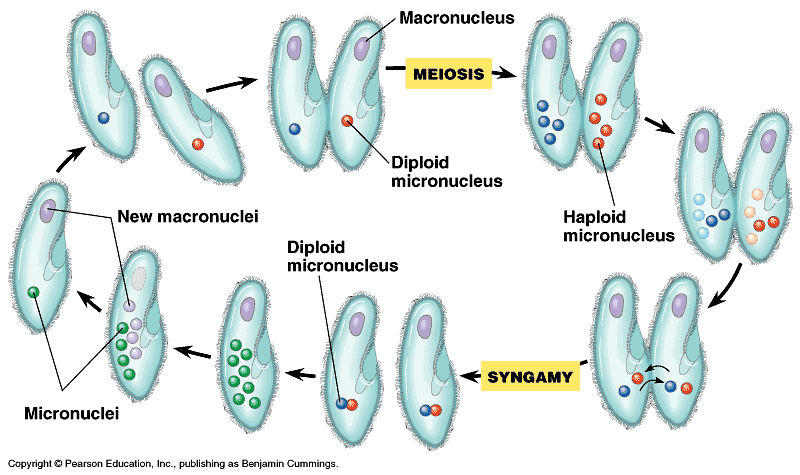 Macronucleus
MEIOSIS
Diploid
micronucleus
Haploid
micronucleus
New macronuclei
Diploid
micronucleus
SYNGAMY
Micronuclei
Copyright © Pearson Education, Inc., publishing as Benjamin Cummings.